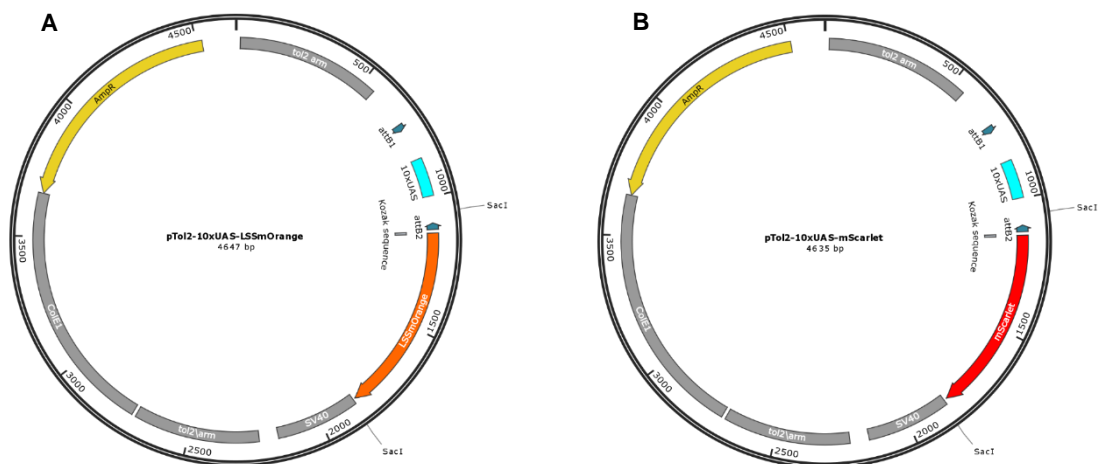 A
4500
tol2 arm
500
AmpR
4000
attB1
10xUAS
1000
SacI
attB2
Kozak sequence
pTol2-10xUAS-LSSmOrange
4647 bp
3500
ColE1
LSSmOrange
1500
3000
tol2\arm
SV40
2000
2500
SacI
B
4500
tol2 arm
500
AmpR
4000
attB1
10xUAS
1000
SacI
attB2
Kozak sequence
pTol2-10xUAS-mScarlet
4635 bp
3500
ColE1
mScarlet
1500
3000
tol2\arm
SV40
2000
2500
SacI